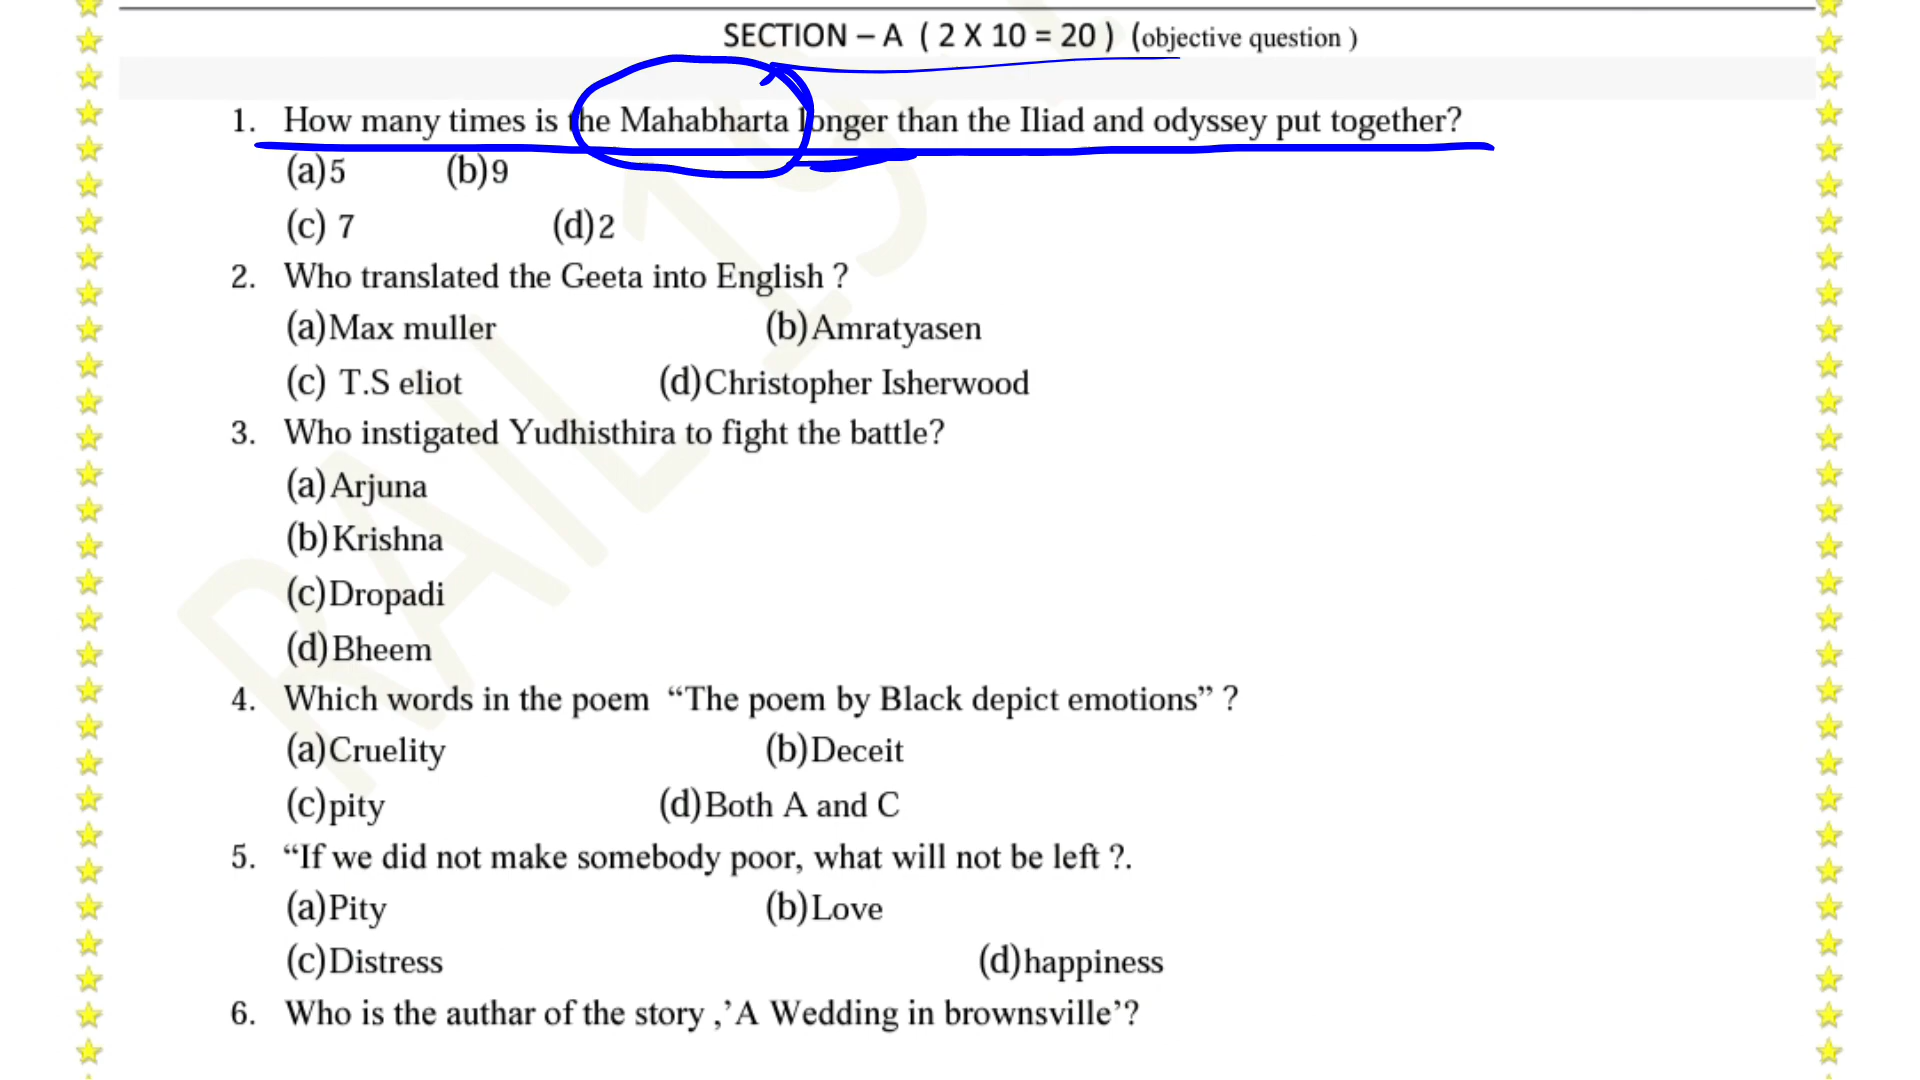 SECTION – A ( 2 X 10 = 20 ) (objective question )
1. How many times is the Mahabharta longer than the Iliad and odyssey put together?
(a)5 (b)9
(c) 7 (d)2
2. Who translated the Geeta into English ?
(a)Max muller (b)Amratyasen
(c) T.S eliot (d)Christopher Isherwood
3. Who instigated Yudhisthira to fight the battle?
(a)Arjuna
(b)Krishna
(c)Dropadi
(d)Bheem
4. Which words in the poem “The poem by Black depict emotions” ?
(a)Cruelity (b)Deceit
(c)pity (d)Both A and C
5. “If we did not make somebody poor, what will not be left ?.
(a)Pity (b)Love
(c)Distress (d)happiness
6. Who is the authar of the story ,’A Wedding in brownsville’?